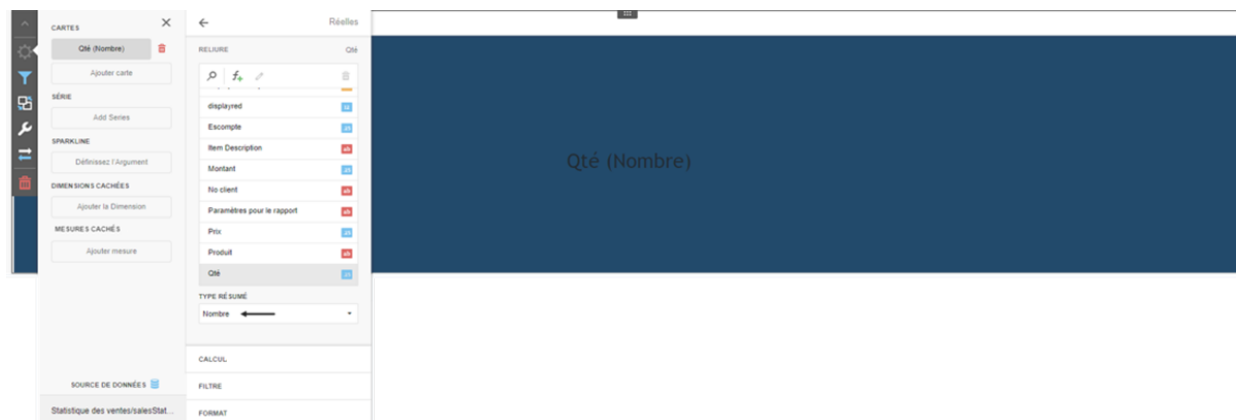 CARTES
Qté (Nombre)
Ajouter carte
SÉRIE
Add Series
SPARKLINE
Définissez l'Argument
DIMENSIONS CACHÉES
Ajouter la Dimension
MESURES CACHÉS
Ajouter mesure
SOURCE DE DONNÉES
Statistique des ventes/salesStat...
Réelles
RELIURE Qté
displayred
Escompte
Item Description
Montant
No client
Paramètres pour le rapport
Prix
Produit
Qté
TYPE RÉSUMÉ
Nombre
CALCUL
FILTRE
FORMAT
Qté (Nombre)